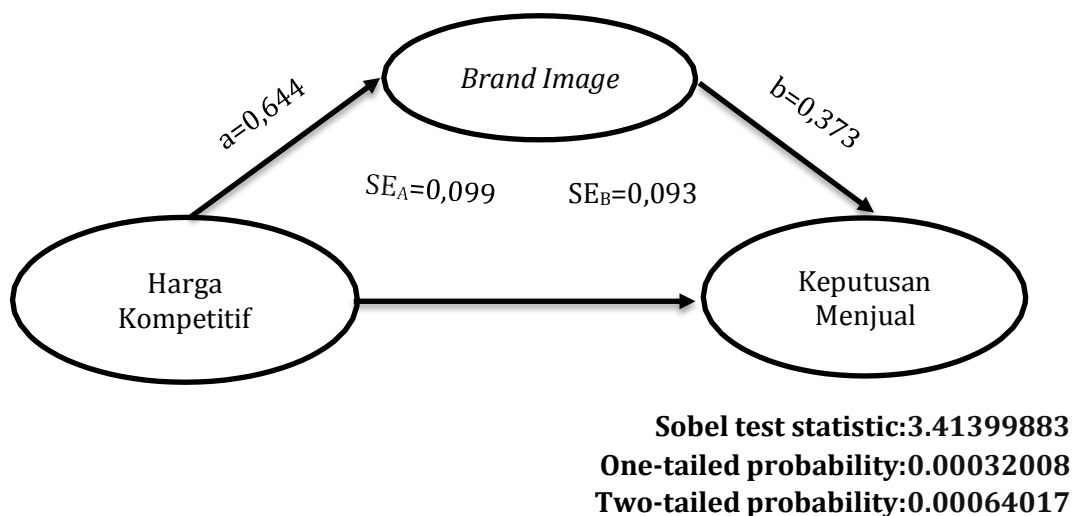 Brand Image
a=0,644
b=0,373
SEA=0,099
SEB=0,093
Harga
Kompetitif
Keputusan
Menjual
Sobel test statistic:3.41399883
One-tailed probability:0.00032008
Two-tailed probability:0.00064017